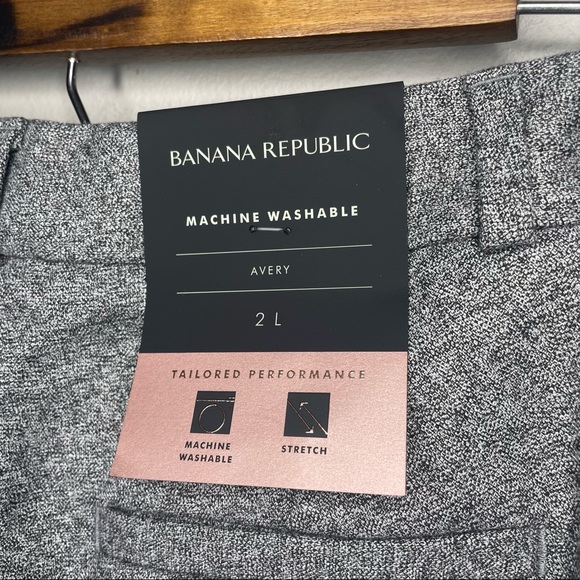 BANANA REPUBLIC
MACHINE WASHABLE
AVERY
2 L
TAILORED PERFORMANCE
MACHINE
WASHABLE
STRETCH